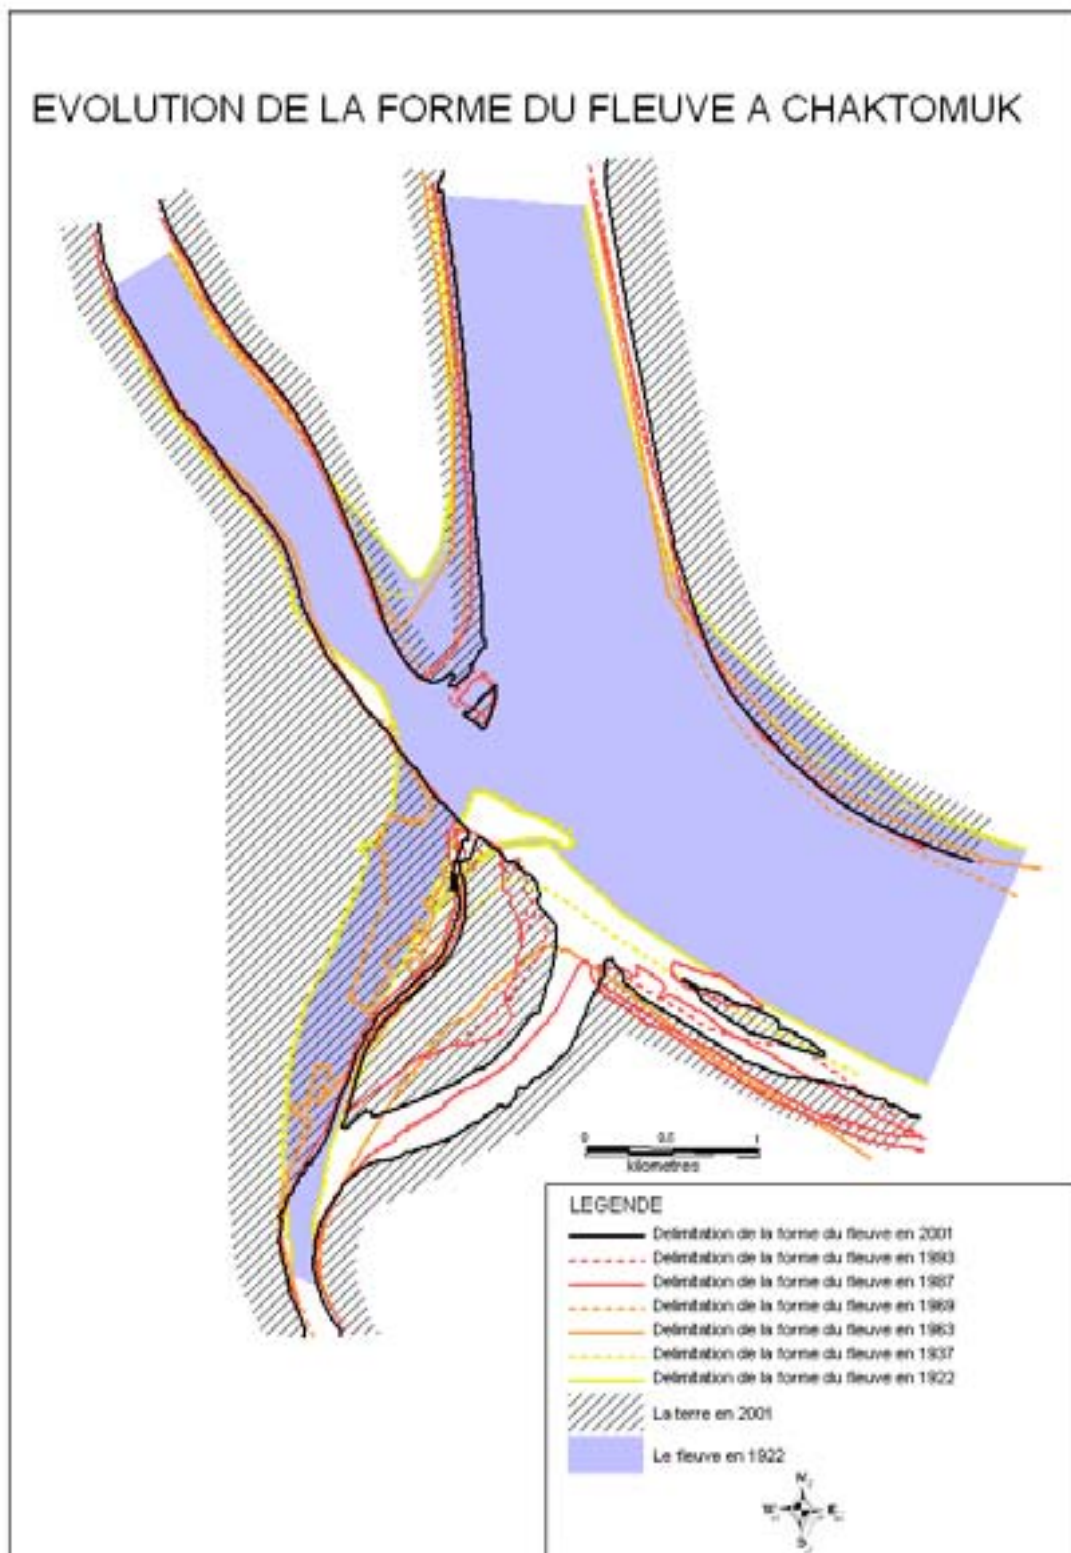 EVOLUTION DE LA FORME DU FLEUVE A CHAKTOMUK
0 0.5 1
kilometres
LEGENDE
Delimitation de la forme du fleuve en 2001
Delimitation de la forme du fleuve en 1993
Delimitation de la forme du fleuve en 1987
Delimitation de la forme du fleuve en 1969
Delimitation de la forme du fleuve en 1963
Delimitation de la forme du fleuve en 1937
Delimitation de la forme du fleuve en 1922
La terre en 2001
Le fleuve en 1922
N
E
S